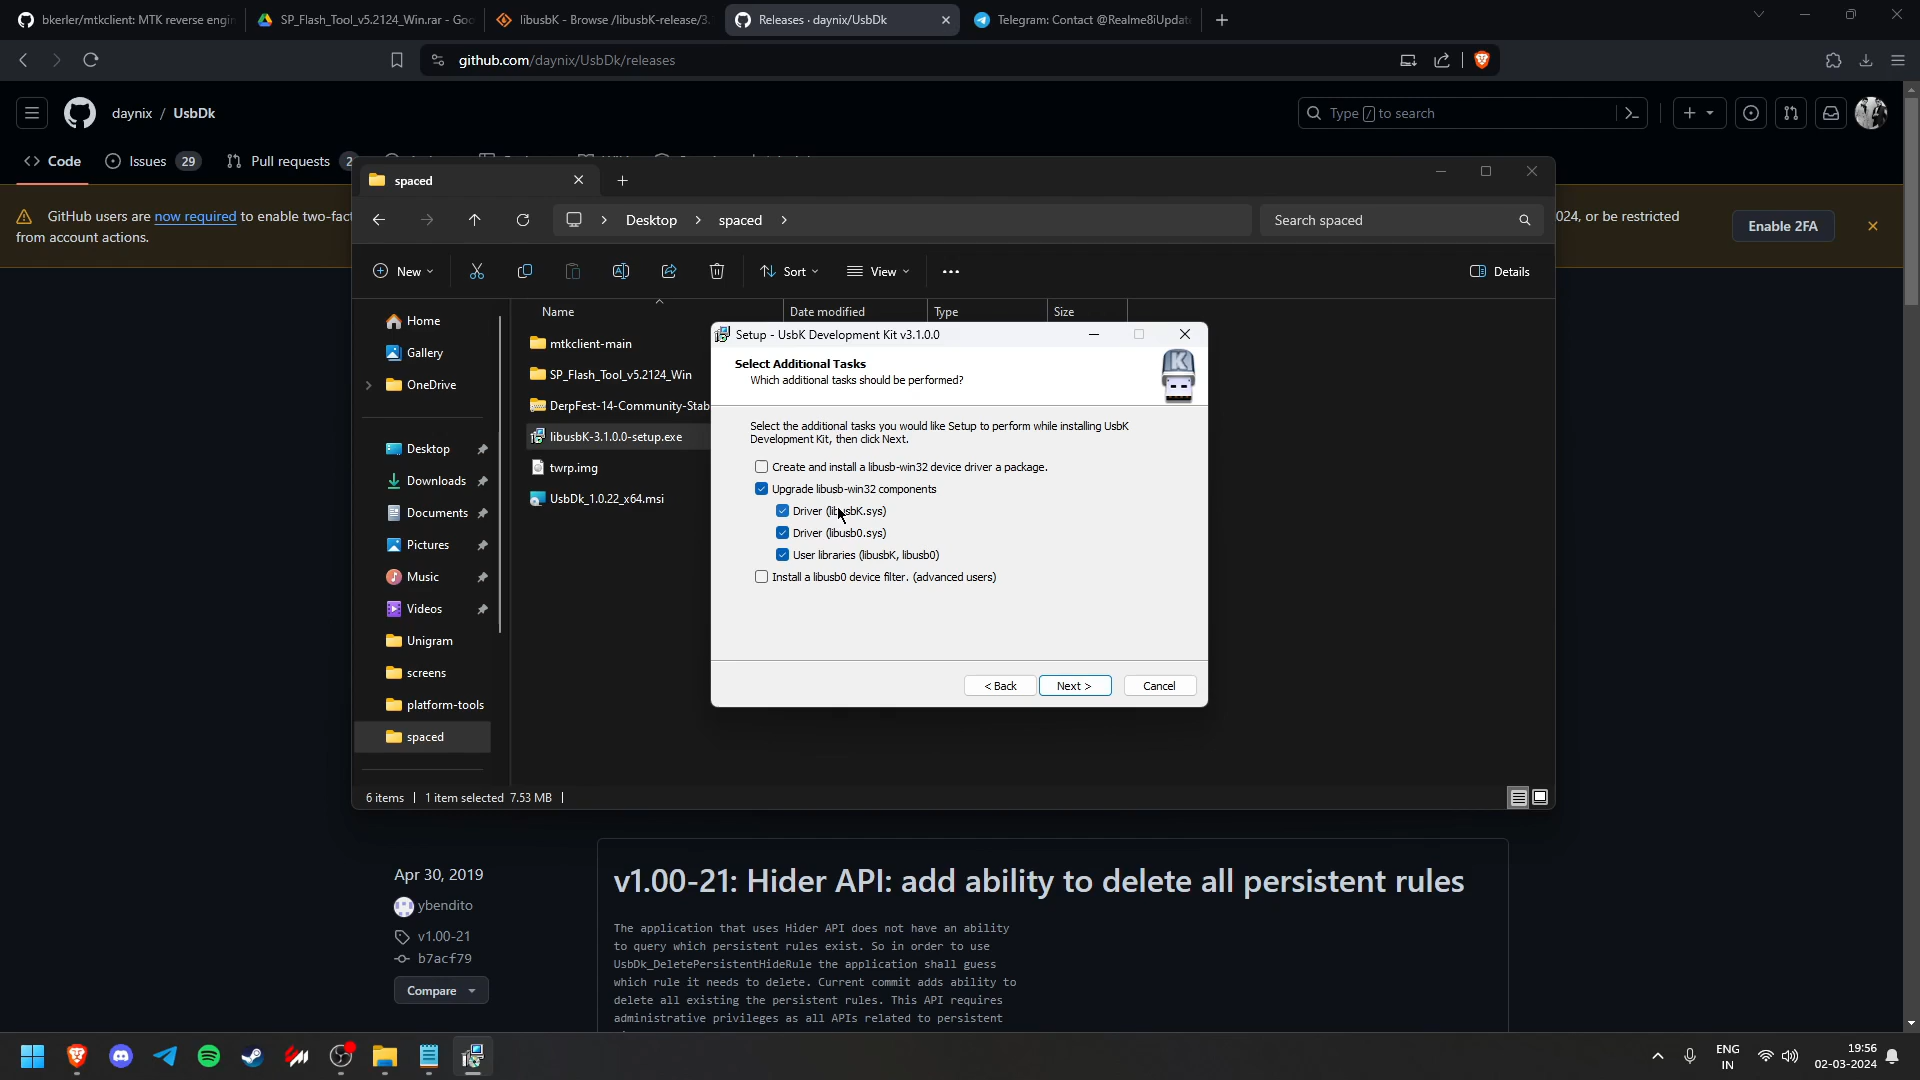 bkerler/mtkclient: MTK reverse engin
SP_Flash_Tool_v5.2124_Win.rar - Goo
libusbK - Browse /libusbK-release/3.
Releases · daynix/UsbDk
Telegram: Contact @Realme8iUpdat
github.com/daynix/UsbDk/releases
daynix / UsbDk
Type / to search
Code
Issues 29
Pull requests 2
GitHub users are now required to enable two-fact
024, or be restricted
from account actions.
Enable 2FA
spaced
Desktop > spaced >
Search spaced
New
Sort
View
Details
Name
Date modified
Type
Size
Home
Gallery
OneDrive
Desktop
Downloads
Documents
Pictures
Music
Videos
Unigram
screens
platform-tools
spaced
mtkclient-main
SP_Flash_Tool_v5.2124_Win
DerpFest-14-Community-Stab
libusbK-3.1.0.0-setup.exe
twrp.img
UsbDk_1.0.22_x64.msi
Setup - UsbK Development Kit v3.1.0.0
Select Additional Tasks
Which additional tasks should be performed?
Select the additional tasks you would like Setup to perform while installing UsbK
Development Kit, then click Next.
Create and install a libusb-win32 device driver a package.
Upgrade libusb-win32 components
Driver (libusbK.sys)
Driver (libusb0.sys)
User libraries (libusbK, libusb0)
Install a libusb0 device filter. (advanced users)
< Back
Next >
Cancel
6 items
1 item selected 7.53 MB
Apr 30, 2019
ybendito
v1.00-21
b7acf79
Compare
v1.00-21: Hider API: add ability to delete all persistent rules
The application that uses Hider API does not have an ability
to query which persistent rules exist. So in order to use
UsbDk_DeletePersistentHideRule the application shall guess
which rule it needs to delete. Current commit adds ability to
delete all existing the persistent rules. This API requires
administrative privileges as all APIs related to persistent
ENG
IN
19:56
02-03-2024